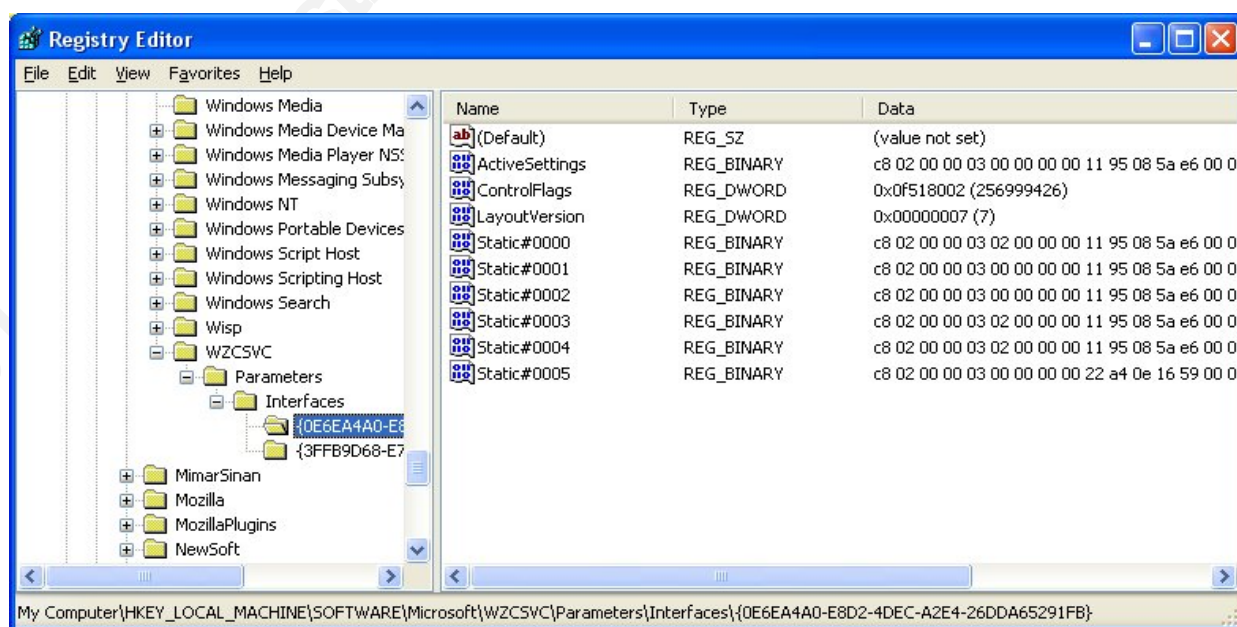 Registry Editor
File Edit View Favorites Help
Windows Media
Windows Media Device Ma
Windows Media Player NS
Windows Messaging Subsy
Windows NT
Windows Portable Devices
Windows Script Host
Windows Scripting Host
Windows Search
Wisp
WZCSVC
Parameters
Interfaces
{0E6EA4A0-E8
{3FFB9D68-E7
MimarSinan
Mozilla
MozillaPlugins
NewSoft
Name Type Data
(Default) REG_SZ (value not set)
ActiveSettings REG_BINARY c8 02 00 00 03 00 00 00 00 11 95 08 5a e6 00 0
ControlFlags REG_DWORD 0x0f518002 (256999426)
LayoutVersion REG_DWORD 0x00000007 (7)
Static#0000 REG_BINARY c8 02 00 00 03 02 00 00 00 11 95 08 5a e6 00 0
Static#0001 REG_BINARY c8 02 00 00 03 02 00 00 00 11 95 08 5a e6 00 0
Static#0002 REG_BINARY c8 02 00 00 03 00 00 00 00 11 95 08 5a e6 00 0
Static#0003 REG_BINARY c8 02 00 00 03 02 00 00 00 11 95 08 5a e6 00 0
Static#0004 REG_BINARY c8 02 00 00 03 02 00 00 00 11 95 08 5a e6 00 0
Static#0005 REG_BINARY c8 02 00 00 03 00 00 00 00 22 a4 0e 16 59 00 0
My Computer\HKEY_LOCAL_MACHINE\SOFTWARE\Microsoft\WZCSVC\Parameters\Interfaces\{0E6EA4A0-E8D2-4DEC-A2E4-26DDA65291FB}